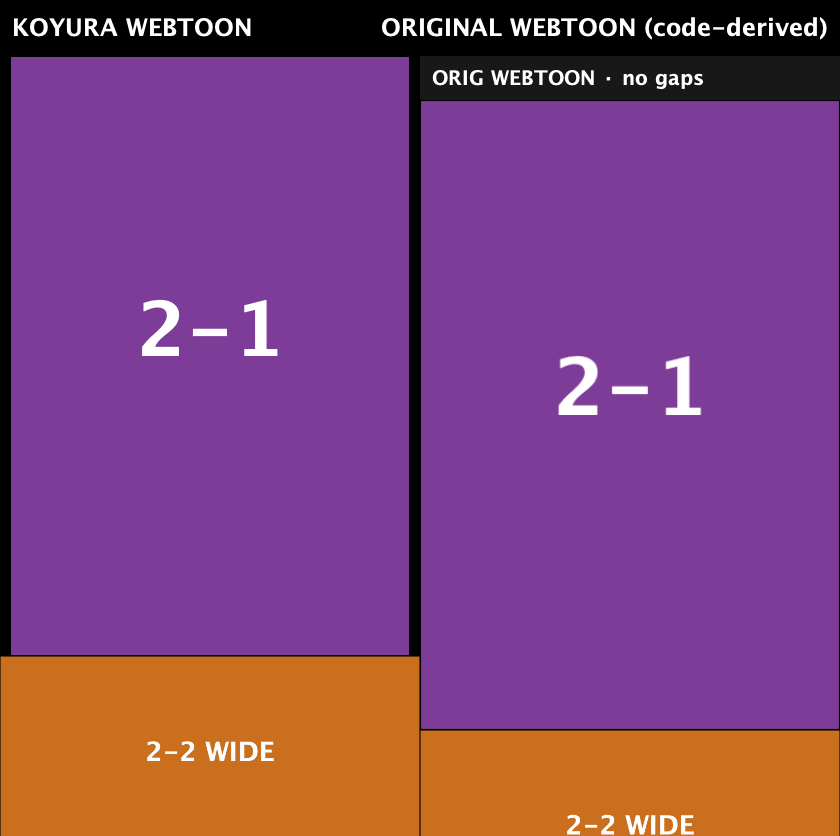 KOYURA WEBTOON
ORIGINAL WEBTOON (code-derived)
ORIG WEBTOON · no gaps
2-1
2-1
2-2 WIDE
2-2 WIDE